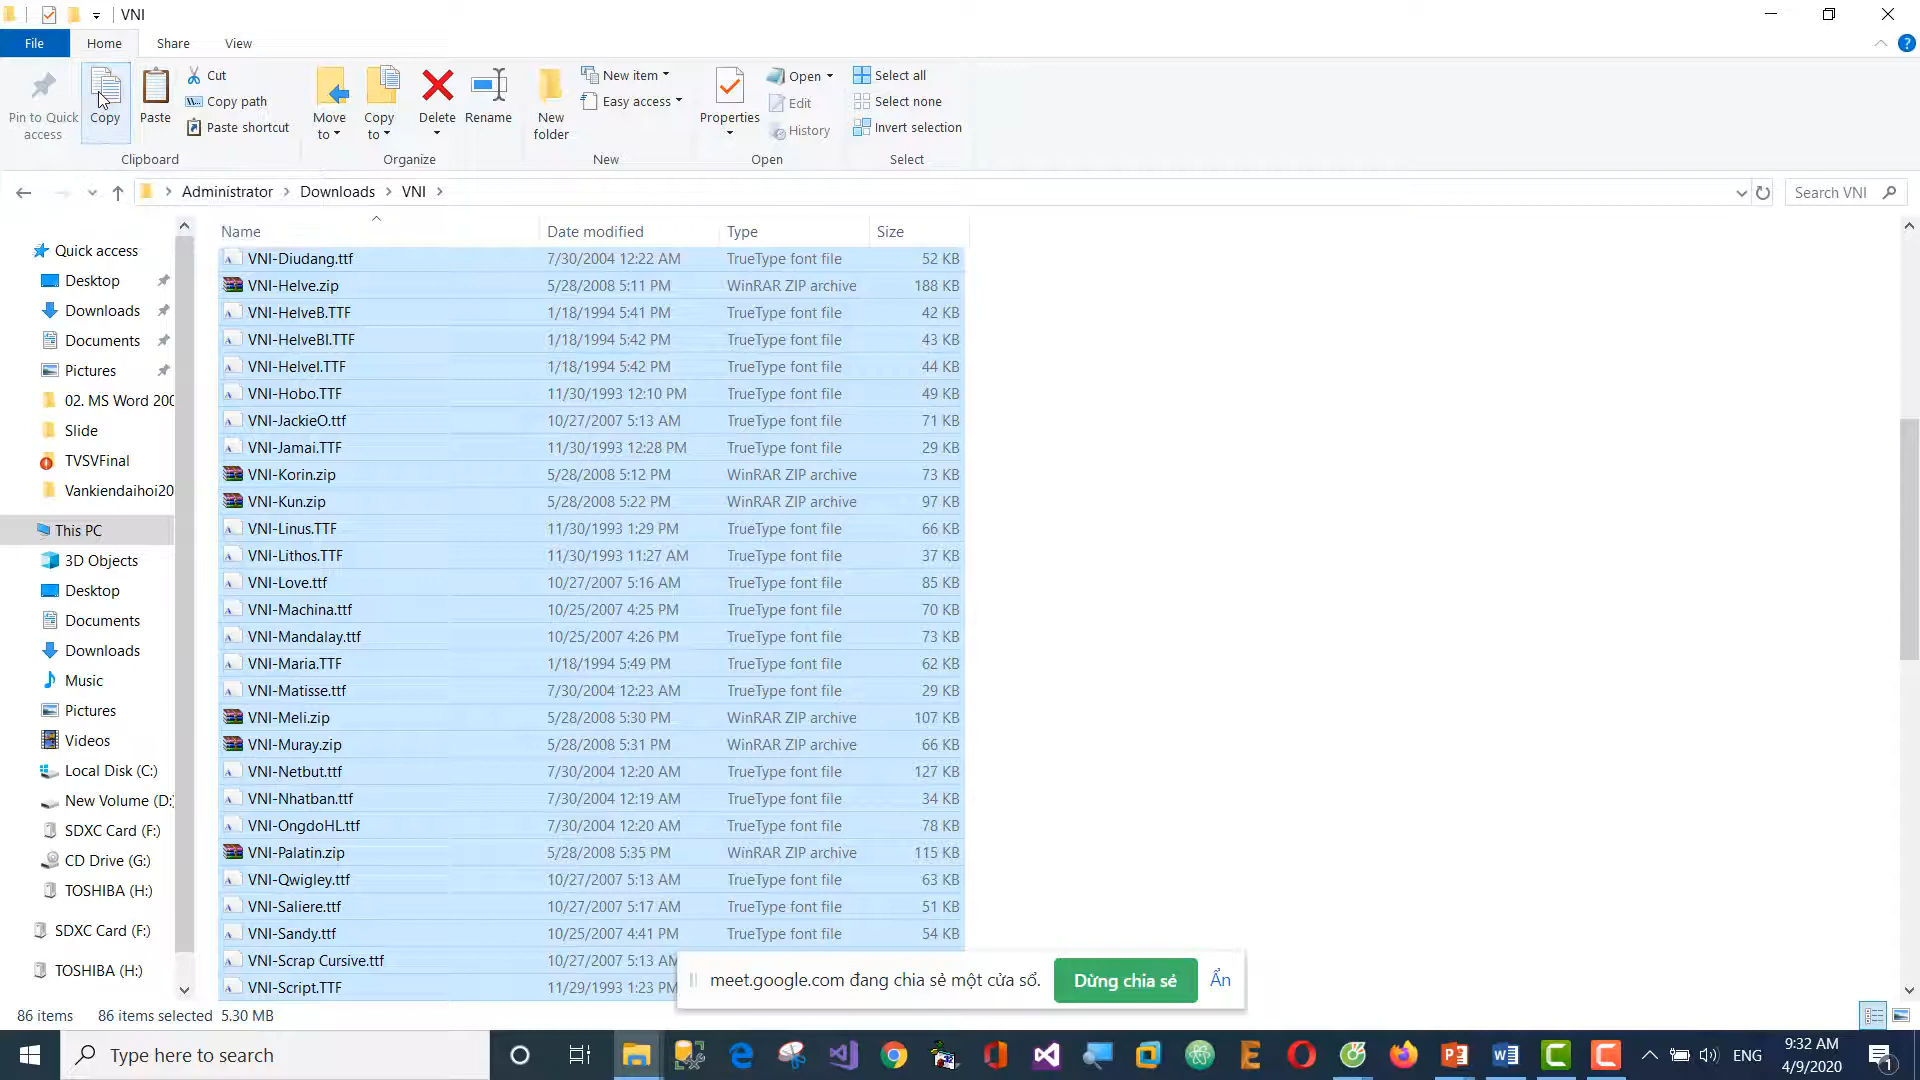 VNI
File Home Share View
Pin to Quick access
Copy
Paste
Cut
Copy path
Paste shortcut
Clipboard
Move to
Copy to
Delete
Rename
Organize
New folder
New item
Easy access
New
Properties
Open
Edit
History
Open
Select all
Select none
Invert selection
Select
Administrator Downloads VNI
Search VNI
Quick access
Desktop
Downloads
Documents
Pictures
02. MS Word 200
Slide
TVSVFinal
Vankiendaihoi20
This PC
3D Objects
Desktop
Documents
Downloads
Music
Pictures
Videos
Local Disk (C:)
New Volume (D:)
SDXC Card (F:)
CD Drive (G:)
TOSHIBA (H:)
SDXC Card (F:)
TOSHIBA (H:)
Name Date modified Type Size
VNI-Diudang.ttf 7/30/2004 12:22 AM TrueType font file 52 KB
VNI-Helve.zip 5/28/2008 5:11 PM WinRAR ZIP archive 188 KB
VNI-HelveB.TTF 1/18/1994 5:41 PM TrueType font file 42 KB
VNI-HelveBI.TTF 1/18/1994 5:42 PM TrueType font file 43 KB
VNI-HelveI.TTF 1/18/1994 5:42 PM TrueType font file 44 KB
VNI-Hobo.TTF 11/30/1993 12:10 PM TrueType font file 49 KB
VNI-JackieO.ttf 10/27/2007 5:13 AM TrueType font file 71 KB
VNI-Jamai.TTF 11/30/1993 12:28 PM TrueType font file 29 KB
VNI-Korin.zip 5/28/2008 5:12 PM WinRAR ZIP archive 73 KB
VNI-Kun.zip 5/28/2008 5:22 PM WinRAR ZIP archive 97 KB
VNI-Linus.TTF 11/30/1993 1:29 PM TrueType font file 66 KB
VNI-Lithos.TTF 11/30/1993 11:27 AM TrueType font file 37 KB
VNI-Love.ttf 10/27/2007 5:16 AM TrueType font file 85 KB
VNI-Machina.ttf 10/25/2007 4:25 PM TrueType font file 70 KB
VNI-Mandalay.ttf 10/25/2007 4:26 PM TrueType font file 73 KB
VNI-Maria.TTF 1/18/1994 5:49 PM TrueType font file 62 KB
VNI-Matisse.ttf 7/30/2004 12:23 AM TrueType font file 29 KB
VNI-Meli.zip 5/28/2008 5:30 PM WinRAR ZIP archive 107 KB
VNI-Muray.zip 5/28/2008 5:31 PM WinRAR ZIP archive 66 KB
VNI-Netbut.ttf 7/30/2004 12:20 AM TrueType font file 127 KB
VNI-Nhatban.ttf 7/30/2004 12:19 AM TrueType font file 34 KB
VNI-OngdoHL.ttf 7/30/2004 12:20 AM TrueType font file 78 KB
VNI-Palatin.zip 5/28/2008 5:35 PM WinRAR ZIP archive 115 KB
VNI-Qwigley.ttf 10/27/2007 5:13 AM TrueType font file 63 KB
VNI-Saliere.ttf 10/27/2007 5:17 AM TrueType font file 51 KB
VNI-Sandy.ttf 10/25/2007 4:41 PM TrueType font file 54 KB
VNI-Scrap Cursive.ttf 10/27/2007 5:13 AM
VNI-Script.TTF 11/29/1993 1:23 PM
meet.google.com đang chia sẻ một cửa sổ. Dừng chia sẻ Ẩn
86 items 86 items selected 5.30 MB
Type here to search
ENG
9:32 AM
4/9/2020
1